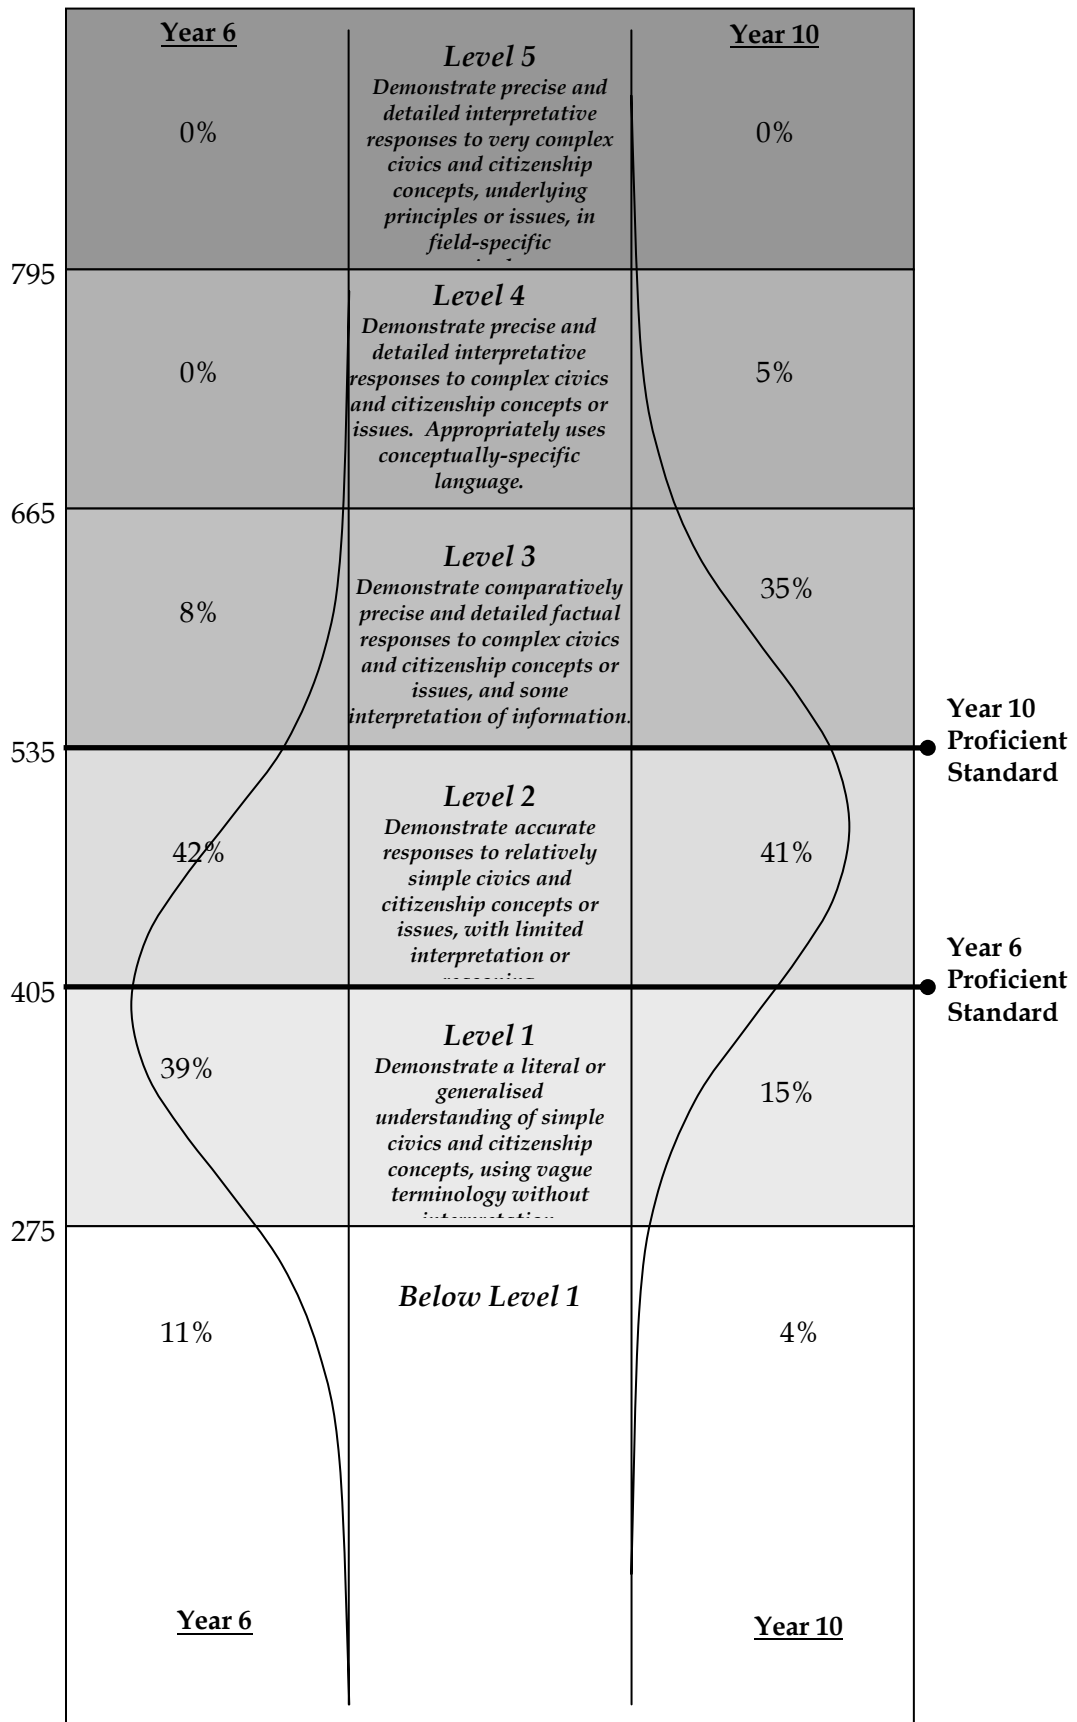 Year 6
Level 5
Year 10
Demonstrate precise and
detailed interpretative
responses to very complex
civics and citizenship
concepts, underlying
principles or issues, in
field-specific
0%
0%
795
Level 4
Demonstrate precise and
detailed interpretative
responses to complex civics
and citizenship concepts or
issues. Appropriately uses
conceptually-specific
language.
0%
5%
665
Level 3
Demonstrate comparatively
precise and detailed factual
responses to complex civics
and citizenship concepts or
issues, and some
interpretation of information.
8%
35%
535
Year 10
Proficient
Standard
Level 2
Demonstrate accurate
responses to relatively
simple civics and
citizenship concepts or
issues, with limited
interpretation or
42%
41%
405
Year 6
Proficient
Standard
Level 1
Demonstrate a literal or
generalised
understanding of simple
civics and citizenship
concepts, using vague
terminology without
39%
15%
275
Below Level 1
11%
4%
Year 6
Year 10